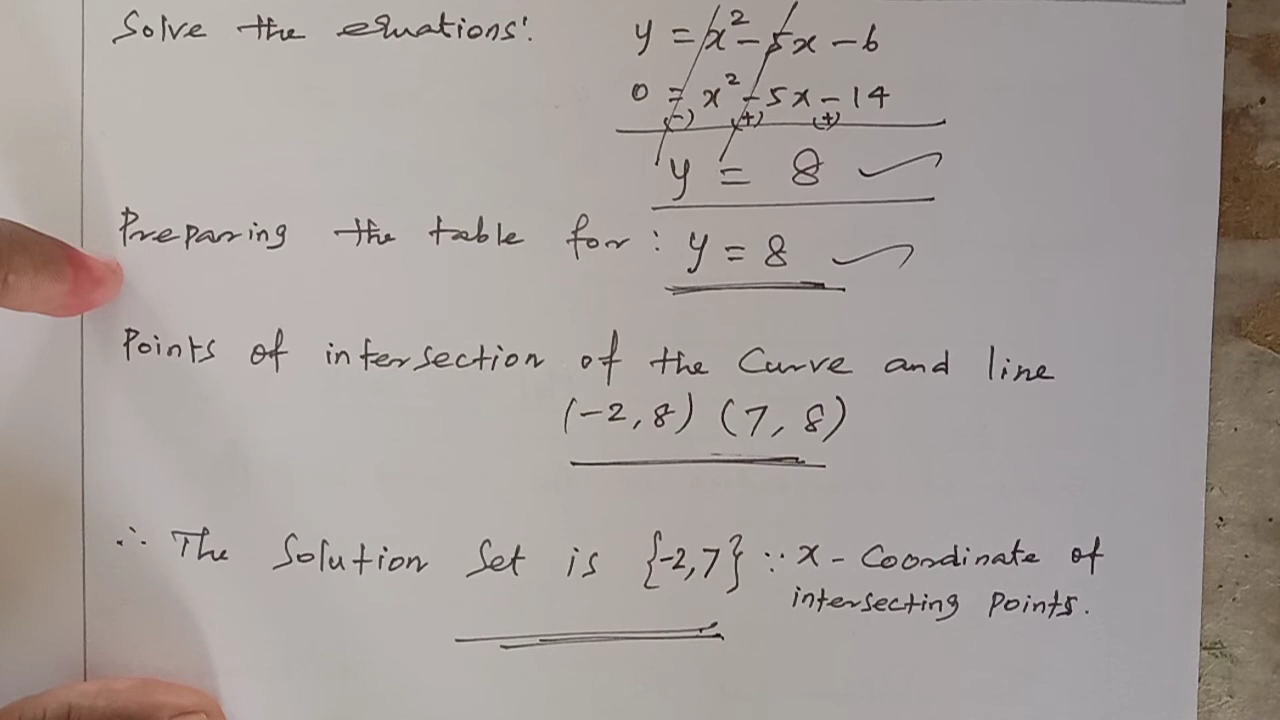 Solve the equations: y = x² - 5x - 6
0 = x² - 5x - 14
(-) (+) (+)
y = 8
Preparing the table for: y = 8
Points of intersection of the Curve and line
(-2, 8) (7, 8)
∴ The Solution Set is {-2,7} ∵ x - Coordinate of
intersecting points.